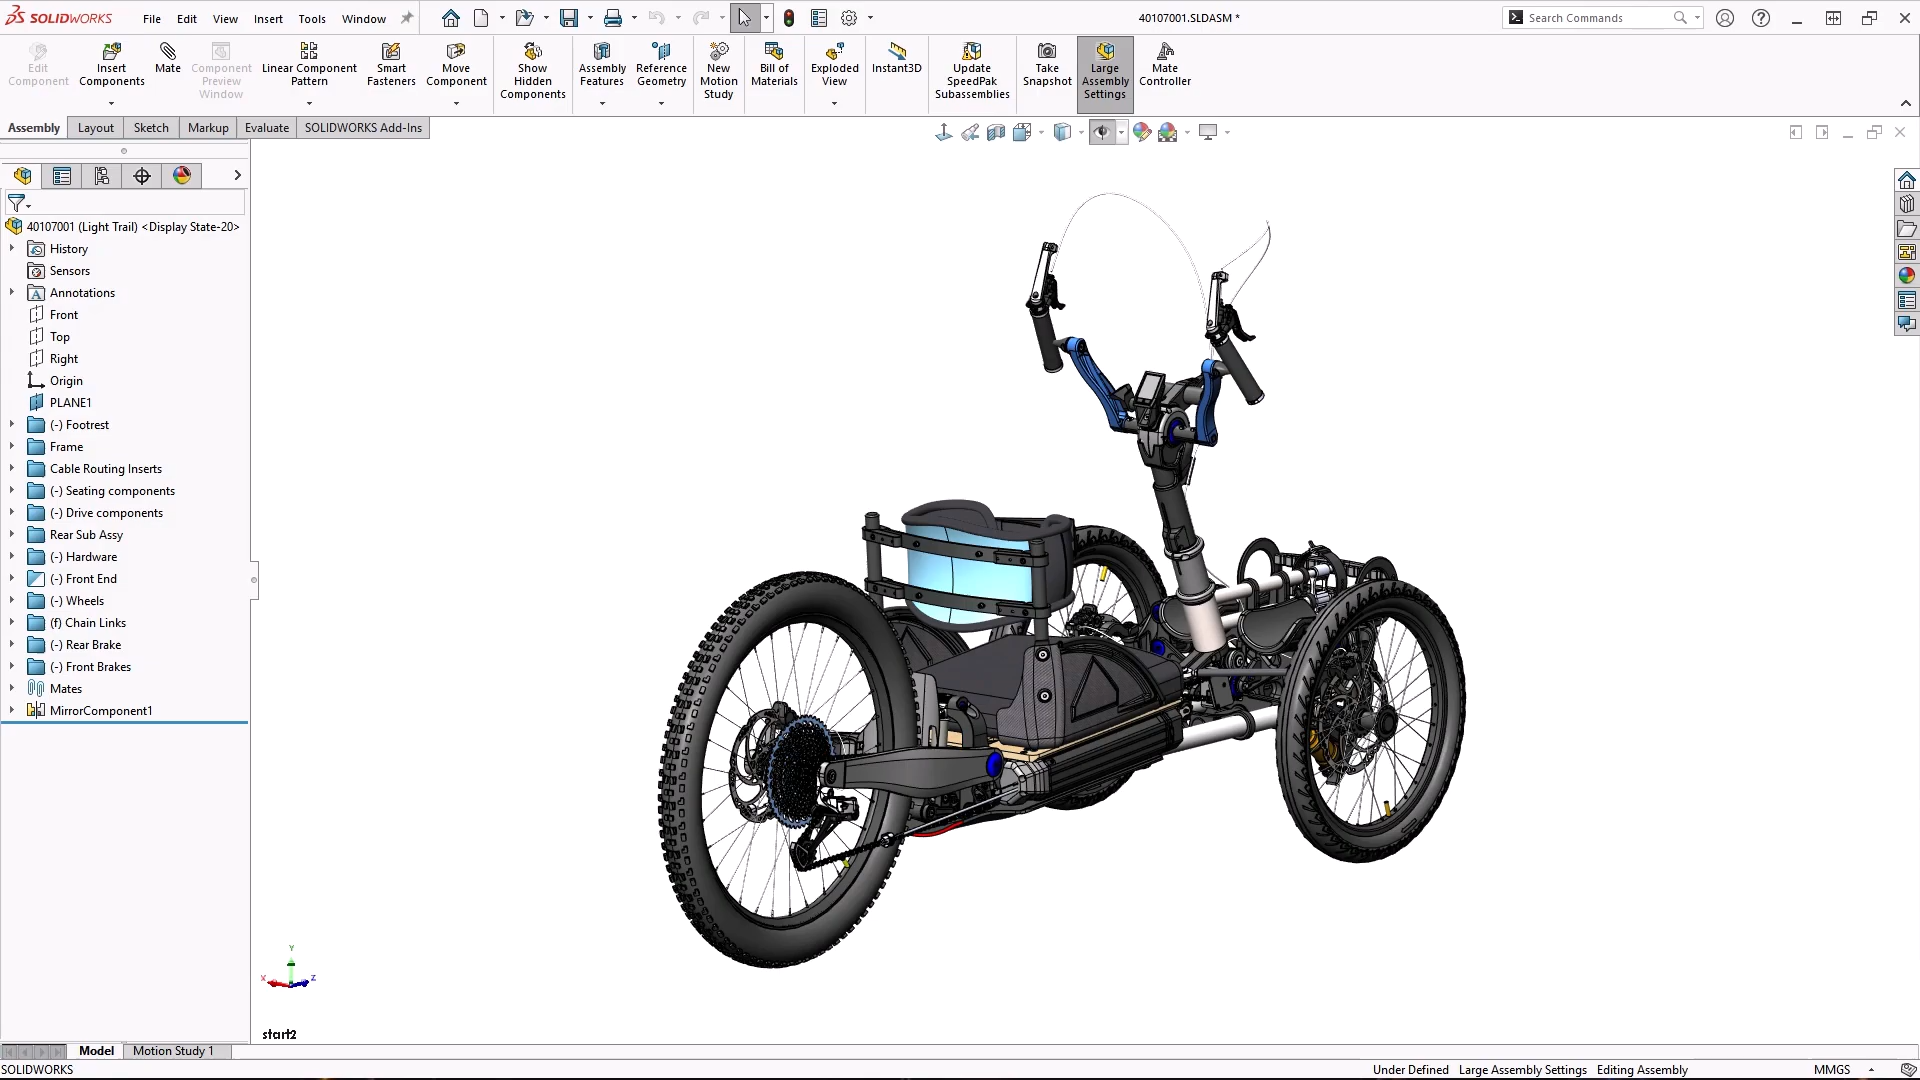 SOLIDWORKS File Edit View Insert Tools Window 40107001.SLDASM * Search Commands
Edit Component
Insert Components
Mate
Component Preview Window
Linear Component Pattern
Smart Fasteners
Move Component
Show Hidden Components
Assembly Features
Reference Geometry
New Motion Study
Bill of Materials
Exploded View
Instant3D
Update SpeedPak Subassemblies
Take Snapshot
Large Assembly Settings
Mate Controller
Assembly Layout Sketch Markup Evaluate SOLIDWORKS Add-Ins
40107001 (Light Trail) <Display State-20>
History
Sensors
Annotations
Front
Top
Right
Origin
PLANE1
(-) Footrest
Frame
Cable Routing Inserts
(-) Seating components
(-) Drive components
Rear Sub Assy
(-) Hardware
(-) Front End
(-) Wheels
(f) Chain Links
(-) Rear Brake
(-) Front Brakes
Mates
MirrorComponent1
Y
X Z
start2
Model Motion Study 1
SOLIDWORKS Under Defined Large Assembly Settings Editing Assembly MMGS